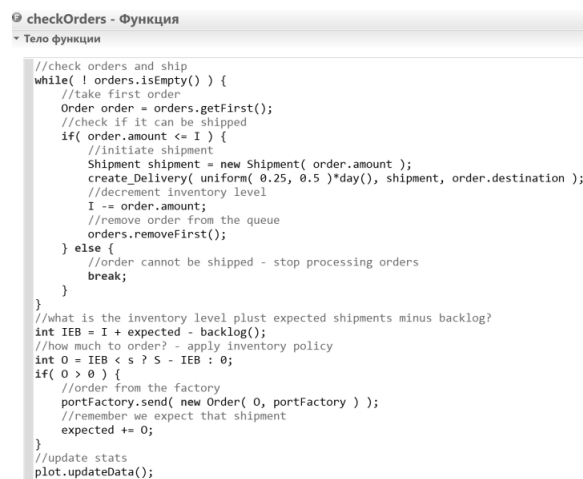 checkOrders - Функция
Тело функции
//check orders and ship
while( ! orders.isEmpty() ) {
    //take first order
    Order order = orders.getFirst();
    //check if it can be shipped
    if( order.amount <= I ) {
        //initiate shipment
        Shipment shipment = new Shipment( order.amount );
        create_Delivery( uniform( 0.25, 0.5 )*day(), shipment, order.destination );
        //decrement inventory level
        I -= order.amount;
        //remove order from the queue
        orders.removeFirst();
    } else {
        //order cannot be shipped - stop processing orders
        break;
    }
}
//what is the inventory level plust expected shipments minus backlog?
int IEB = I + expected - backlog();
//how much to order? - apply inventory policy
int O = IEB < s ? S - IEB : 0;
if( O > 0 ) {
    //order from the factory
    portFactory.send( new Order( O, portFactory ) );
    //remember we expect that shipment
    expected += O;
}
//update stats
plot.updateData();